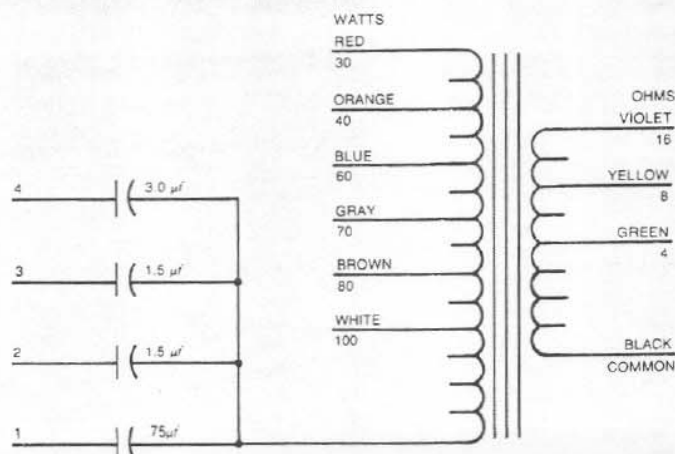 WATTS
RED
30
ORANGE
40
BLUE
60
GRAY
70
BROWN
80
WHITE
100
4
3.0 µf
3
1.5 µf
2
1.5 µf
1
75µf
OHMS
VIOLET
16
YELLOW
8
GREEN
4
BLACK
COMMON